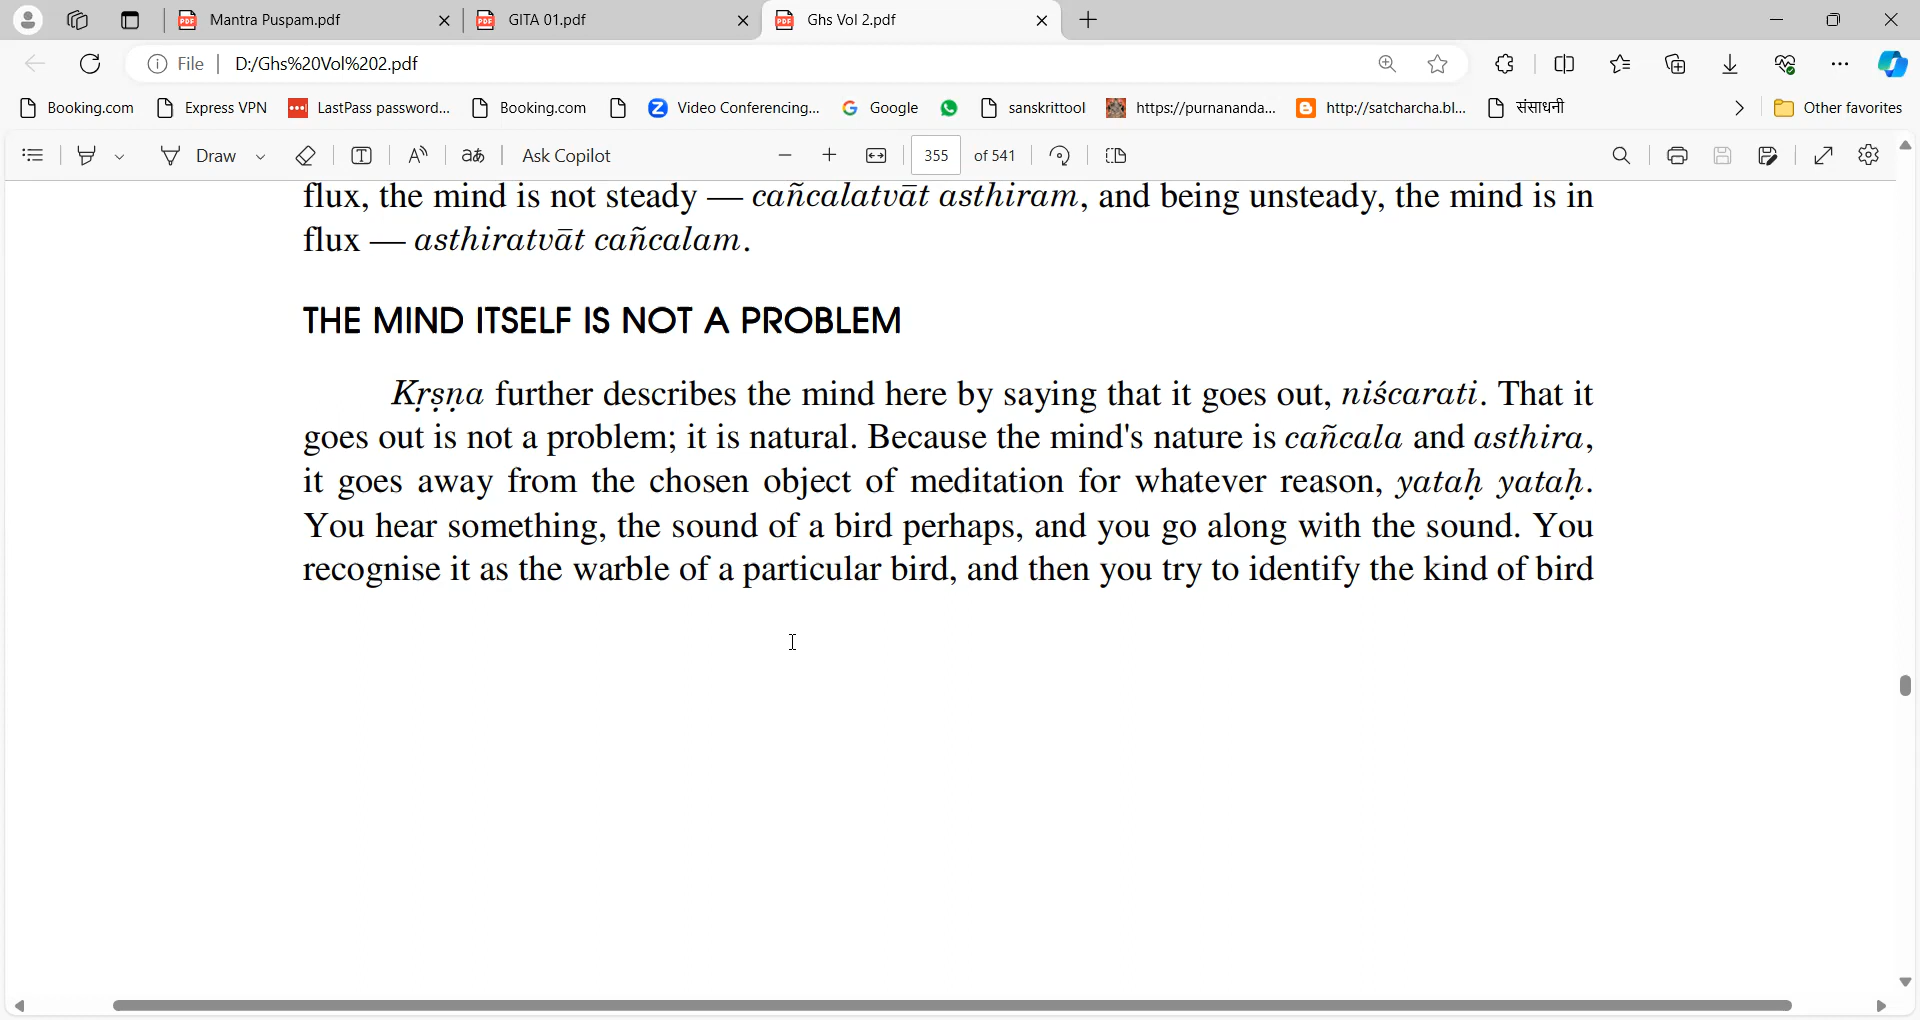 Mantra Puspam.pdf
GITA 01.pdf
Ghs Vol 2.pdf
File D:/Ghs%20Vol%202.pdf
Booking.com Express VPN LastPass password... Booking.com Video Conferencing... Google sanskrittool https://purnananda... http://satcharcha.bl... संसाधनी Other favorites
Draw Ask Copilot 355 of 541
flux, the mind is not steady — cañcalatvāt asthiram, and being unsteady, the mind is in
flux — asthiratvāt cañcalam.
THE MIND ITSELF IS NOT A PROBLEM
Kṛṣṇa further describes the mind here by saying that it goes out, niścarati. That it
goes out is not a problem; it is natural. Because the mind's nature is cañcala and asthira,
it goes away from the chosen object of meditation for whatever reason, yataḥ yataḥ.
You hear something, the sound of a bird perhaps, and you go along with the sound. You
recognise it as the warble of a particular bird, and then you try to identify the kind of bird